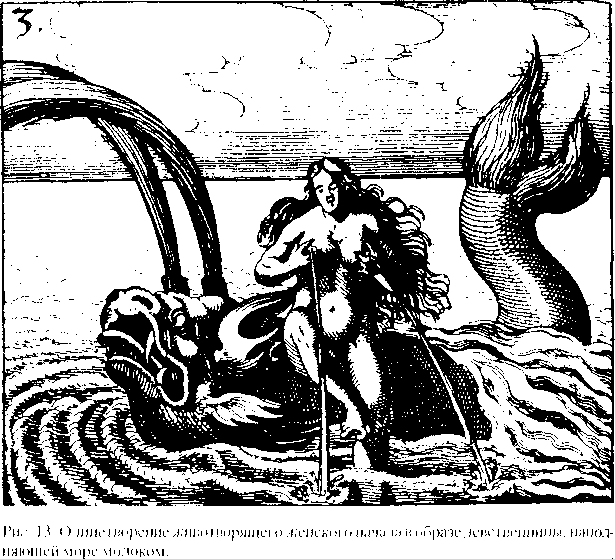 3.
Рис. 13. Олицетворение животворящего женского начала в образе девственницы, напол-
няющей море молоком.